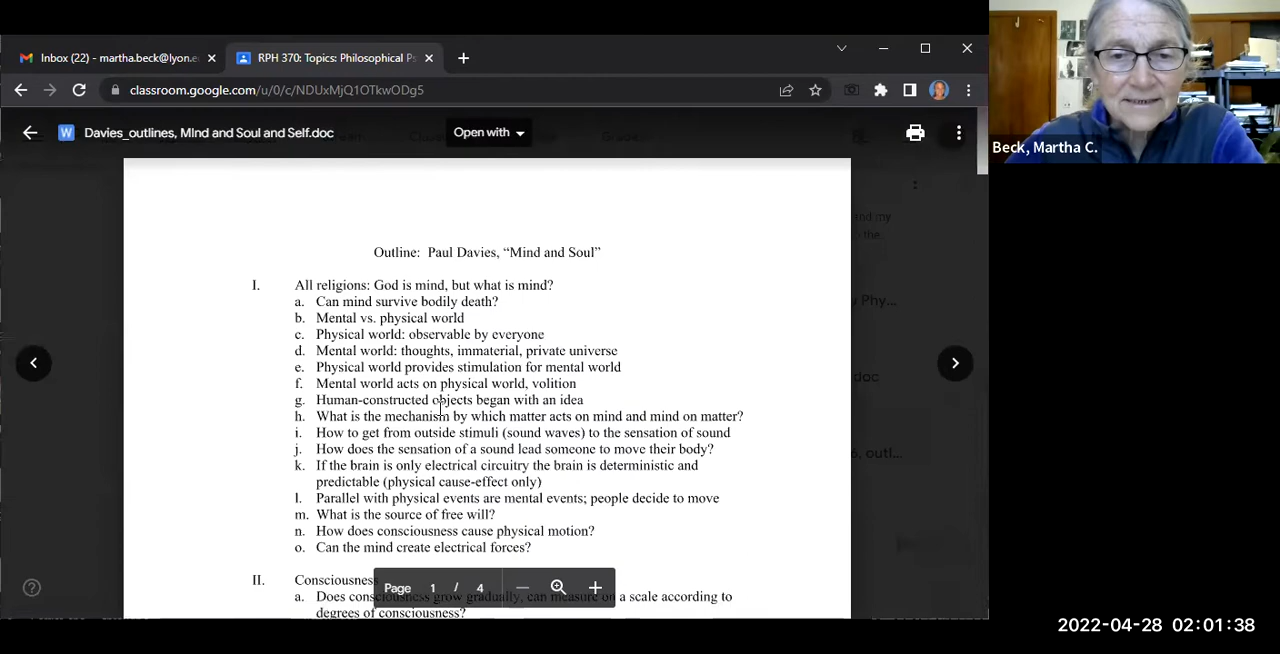 Inbox (22) - martha.beck@lyon.e
RPH 370: Topics: Philosophical Ps
classroom.google.com/u/0/c/NDUxMjQ1OTkwODg5
Davies_outlines, MInd and Soul and Self.doc
Open with
Beck, Martha C.
Outline: Paul Davies, “Mind and Soul”
I. All religions: God is mind, but what is mind?
a. Can mind survive bodily death?
b. Mental vs. physical world
c. Physical world: observable by everyone
d. Mental world: thoughts, immaterial, private universe
e. Physical world provides stimulation for mental world
f. Mental world acts on physical world, volition
g. Human-constructed objects began with an idea
h. What is the mechanism by which matter acts on mind and mind on matter?
i. How to get from outside stimuli (sound waves) to the sensation of sound
j. How does the sensation of a sound lead someone to move their body?
k. If the brain is only electrical circuitry the brain is deterministic and
predictable (physical cause-effect only)
l. Parallel with physical events are mental events; people decide to move
m. What is the source of free will?
n. How does consciousness cause physical motion?
o. Can the mind create electrical forces?
II. Consciousness
a. Does consciousness grow gradually, can measure on a scale according to
degrees of consciousness?
Page 1 / 4
2022-04-28 02:01:38